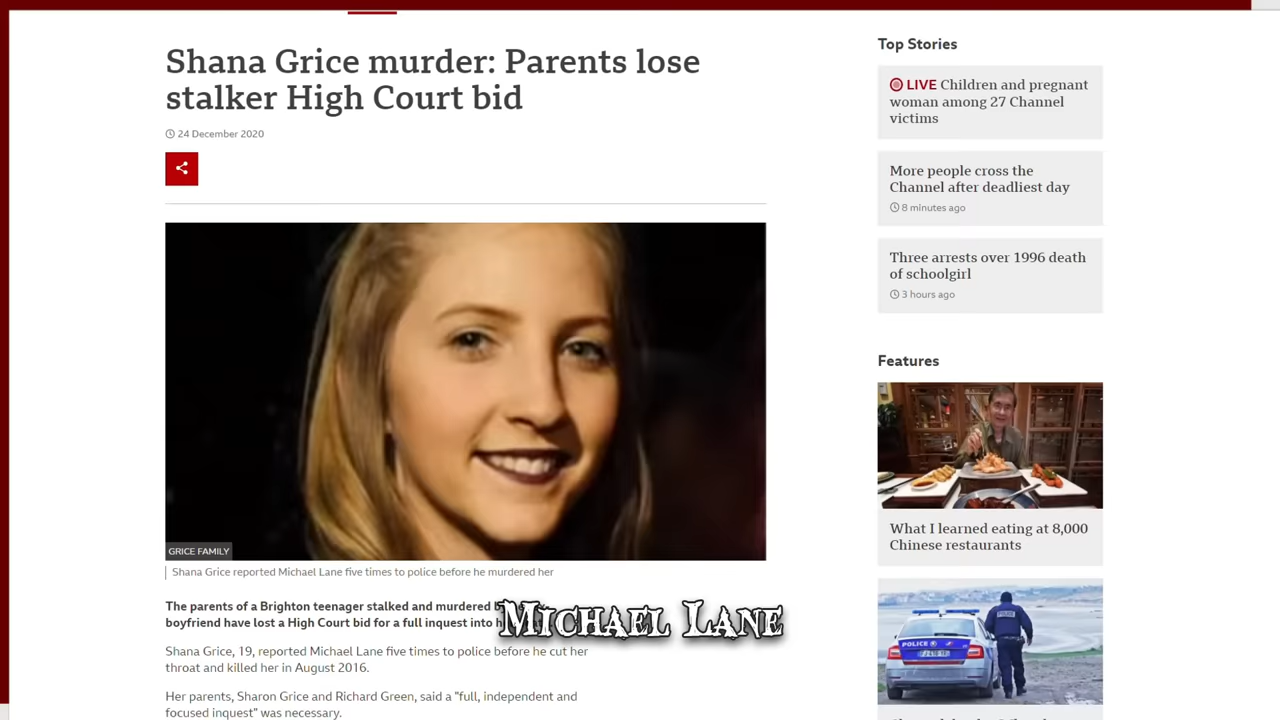 Shana Grice murder: Parents lose
stalker High Court bid
24 December 2020
GRICE FAMILY
Shana Grice reported Michael Lane five times to police before he murdered her
The parents of a Brighton teenager stalked and murdered
boyfriend have lost a High Court bid for a full inquest into
MICHAEL LANE
Shana Grice, 19, reported Michael Lane five times to police before he cut her
throat and killed her in August 2016.
Her parents, Sharon Grice and Richard Green, said a "full, independent and
focused inquest" was necessary.
Top Stories
LIVE Children and pregnant
woman among 27 Channel
victims
More people cross the
Channel after deadliest day
8 minutes ago
Three arrests over 1996 death
of schoolgirl
3 hours ago
Features
What I learned eating at 8,000
Chinese restaurants
POLICE